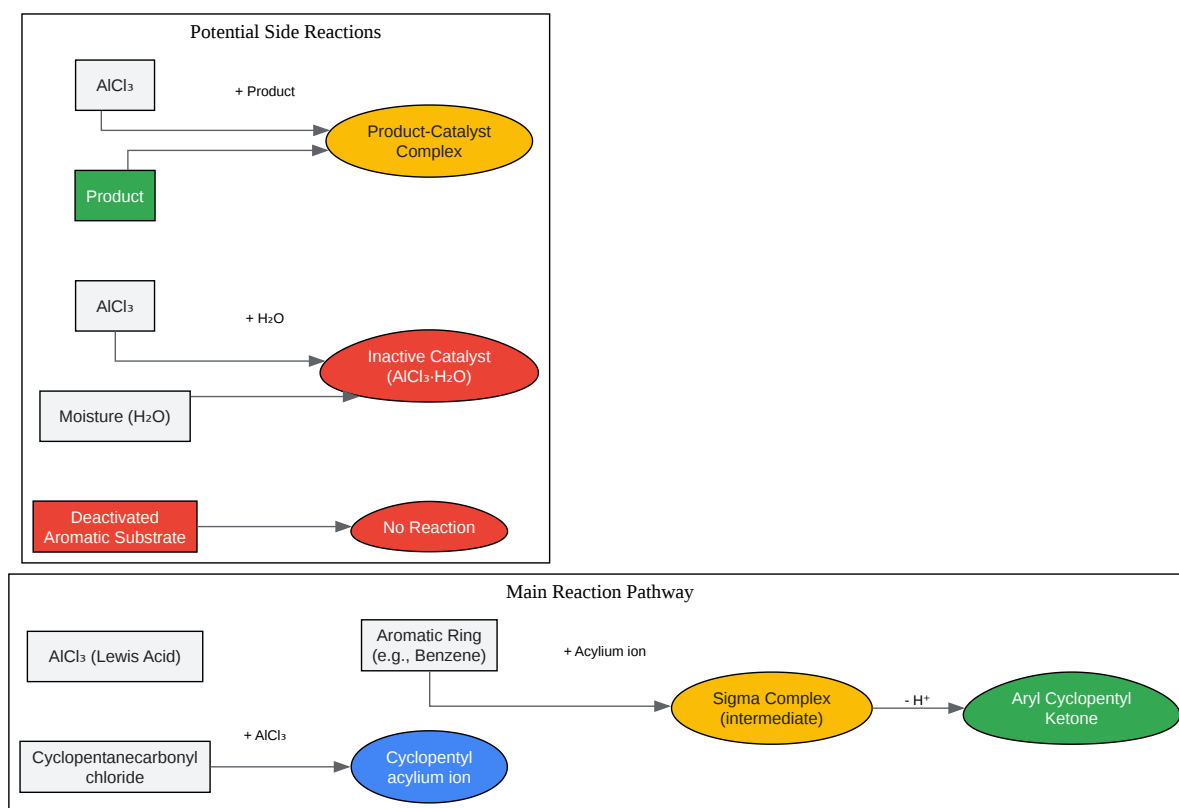 Potential Side Reactions
AlCl₃
+ Product
Product-Catalyst
Complex
Product
AlCl₃
+ H₂O
Inactive Catalyst
(AlCl₃·H₂O)
Moisture (H₂O)
Deactivated
Aromatic Substrate
No Reaction
Main Reaction Pathway
AlCl₃ (Lewis Acid)
Aromatic Ring
(e.g., Benzene)
+ Acylium ion
Sigma Complex
(intermediate)
- H⁺
Aryl Cyclopentyl
Ketone
Cyclopentanecarbonyl
chloride
+ AlCl₃
Cyclopentyl
acylium ion